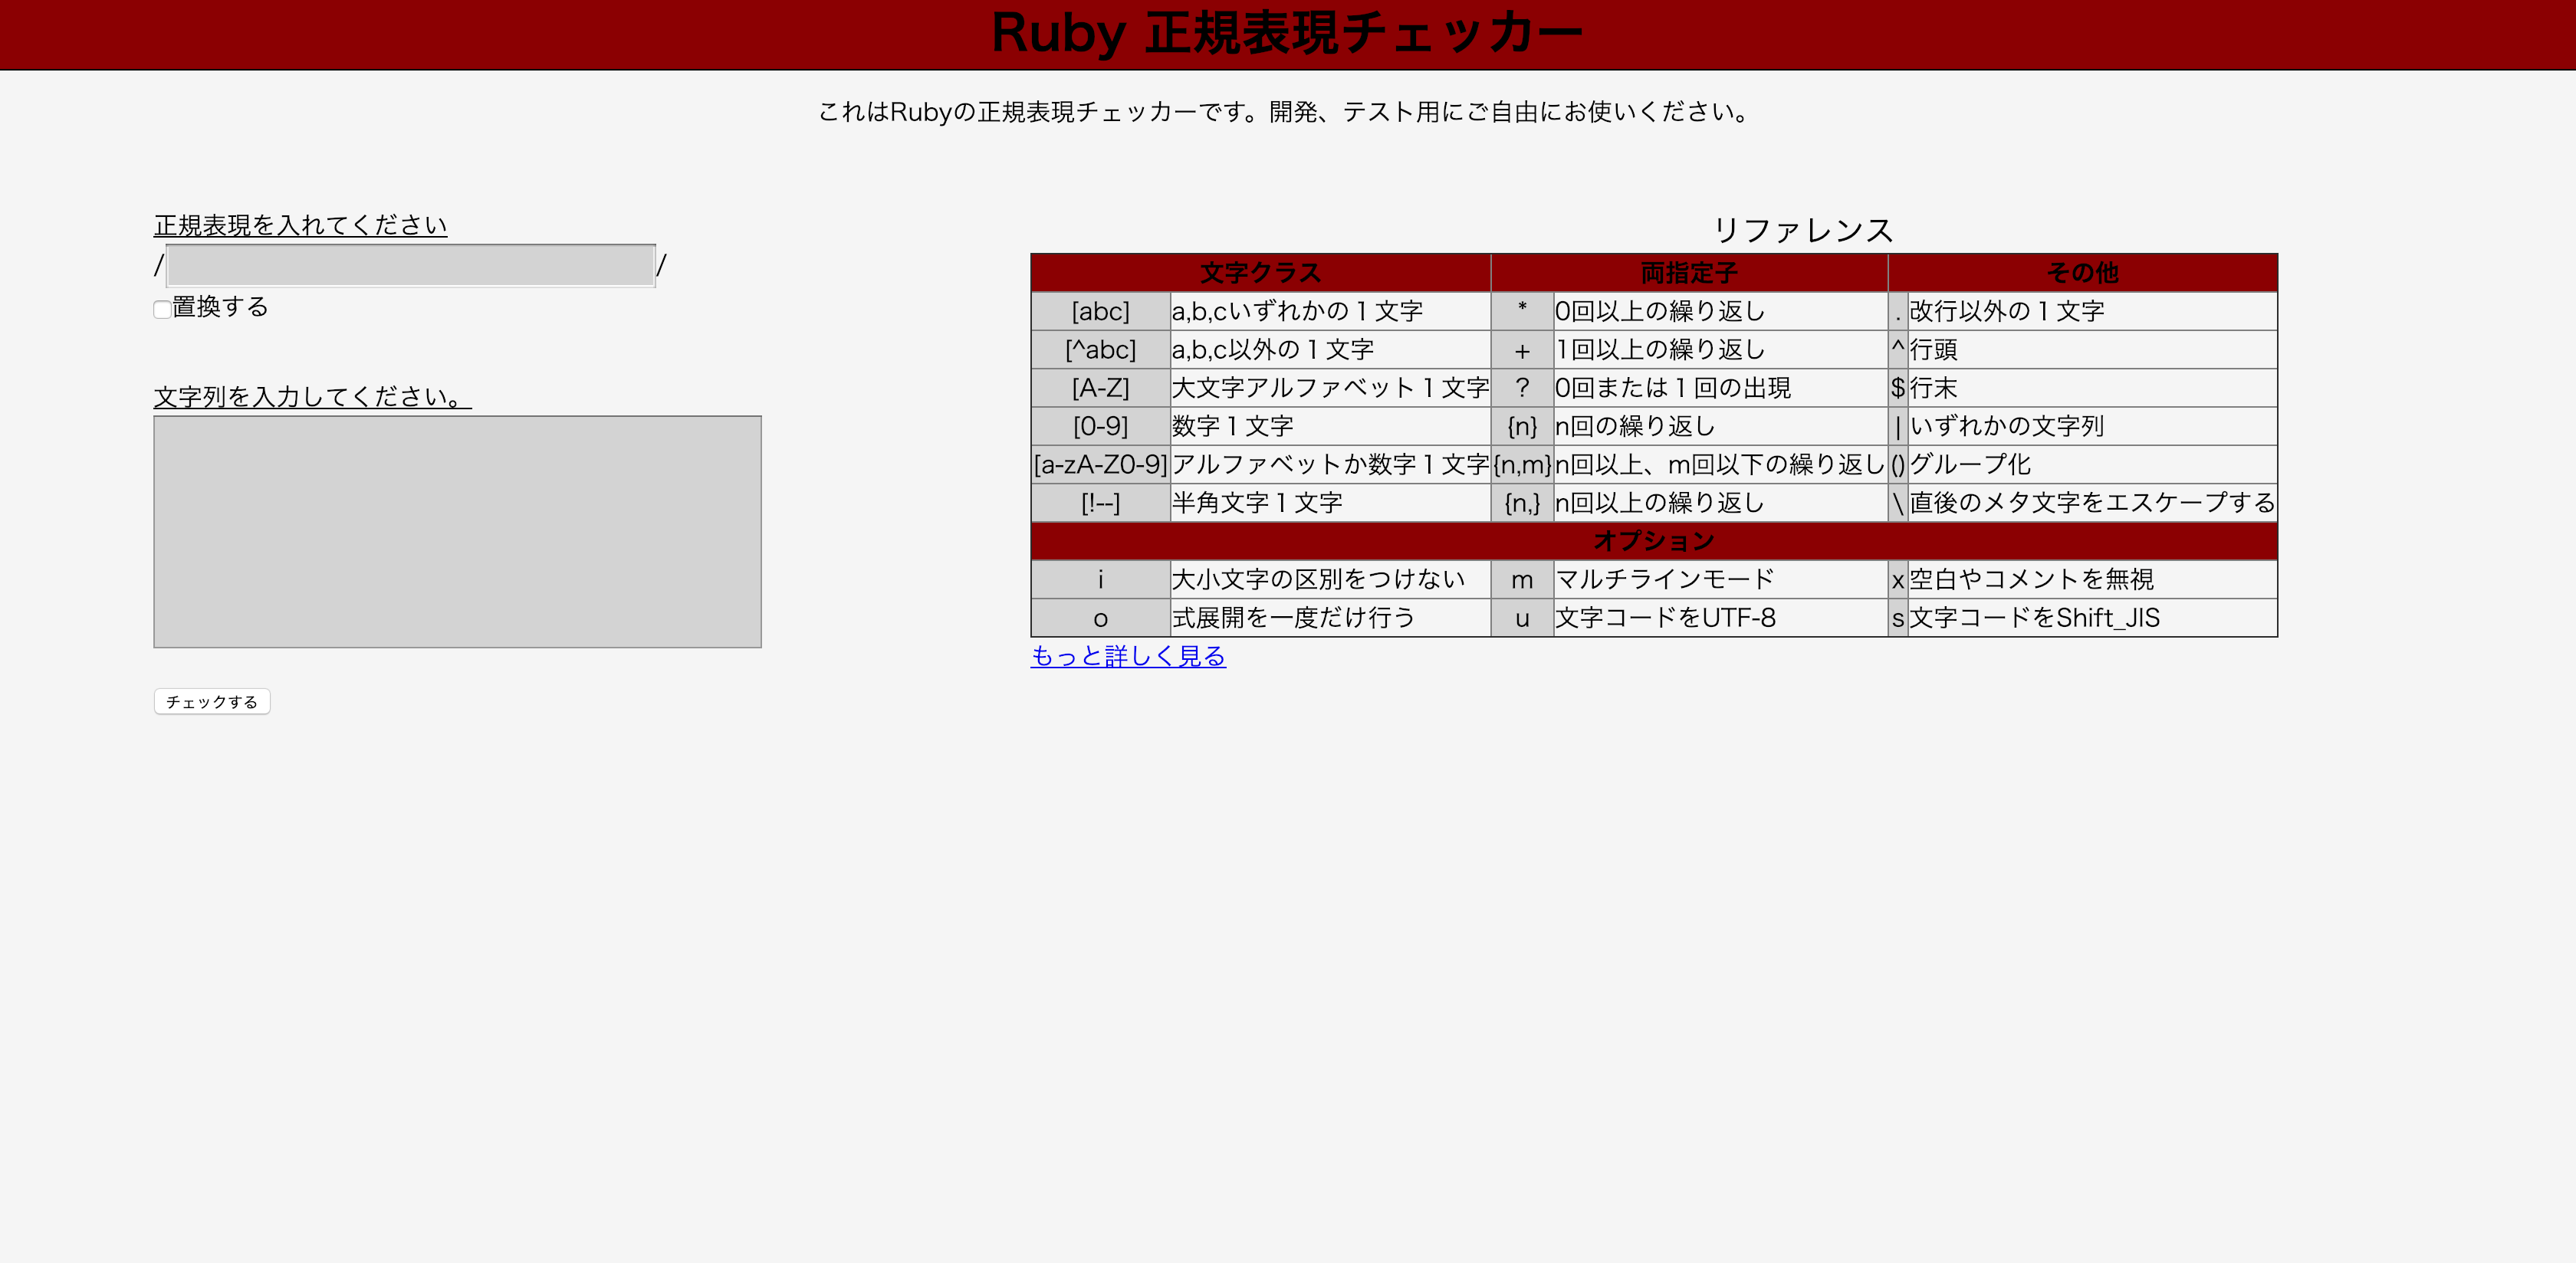 Ruby 正規表現チェッカー
これはRubyの正規表現チェッカーです。開発、テスト用にご自由にお使いください。
正規表現を入れてください
/ /
置換する
文字列を入力してください。
チェックする
リファレンス
文字クラス 両指定子 その他
[abc] a,b,cいずれかの１文字 * 0回以上の繰り返し . 改行以外の１文字
[^abc] a,b,c以外の１文字 + 1回以上の繰り返し ^ 行頭
[A-Z] 大文字アルファベット１文字 ? 0回または１回の出現 $ 行末
[0-9] 数字１文字 {n} n回の繰り返し | いずれかの文字列
[a-zA-Z0-9] アルファベットか数字１文字 {n,m} n回以上、m回以下の繰り返し () グループ化
[!--] 半角文字１文字 {n,} n回以上の繰り返し \ 直後のメタ文字をエスケープする
オプション
i 大小文字の区別をつけない m マルチラインモード x 空白やコメントを無視
o 式展開を一度だけ行う u 文字コードをUTF-8 s 文字コードをShift_JIS
もっと詳しく見る